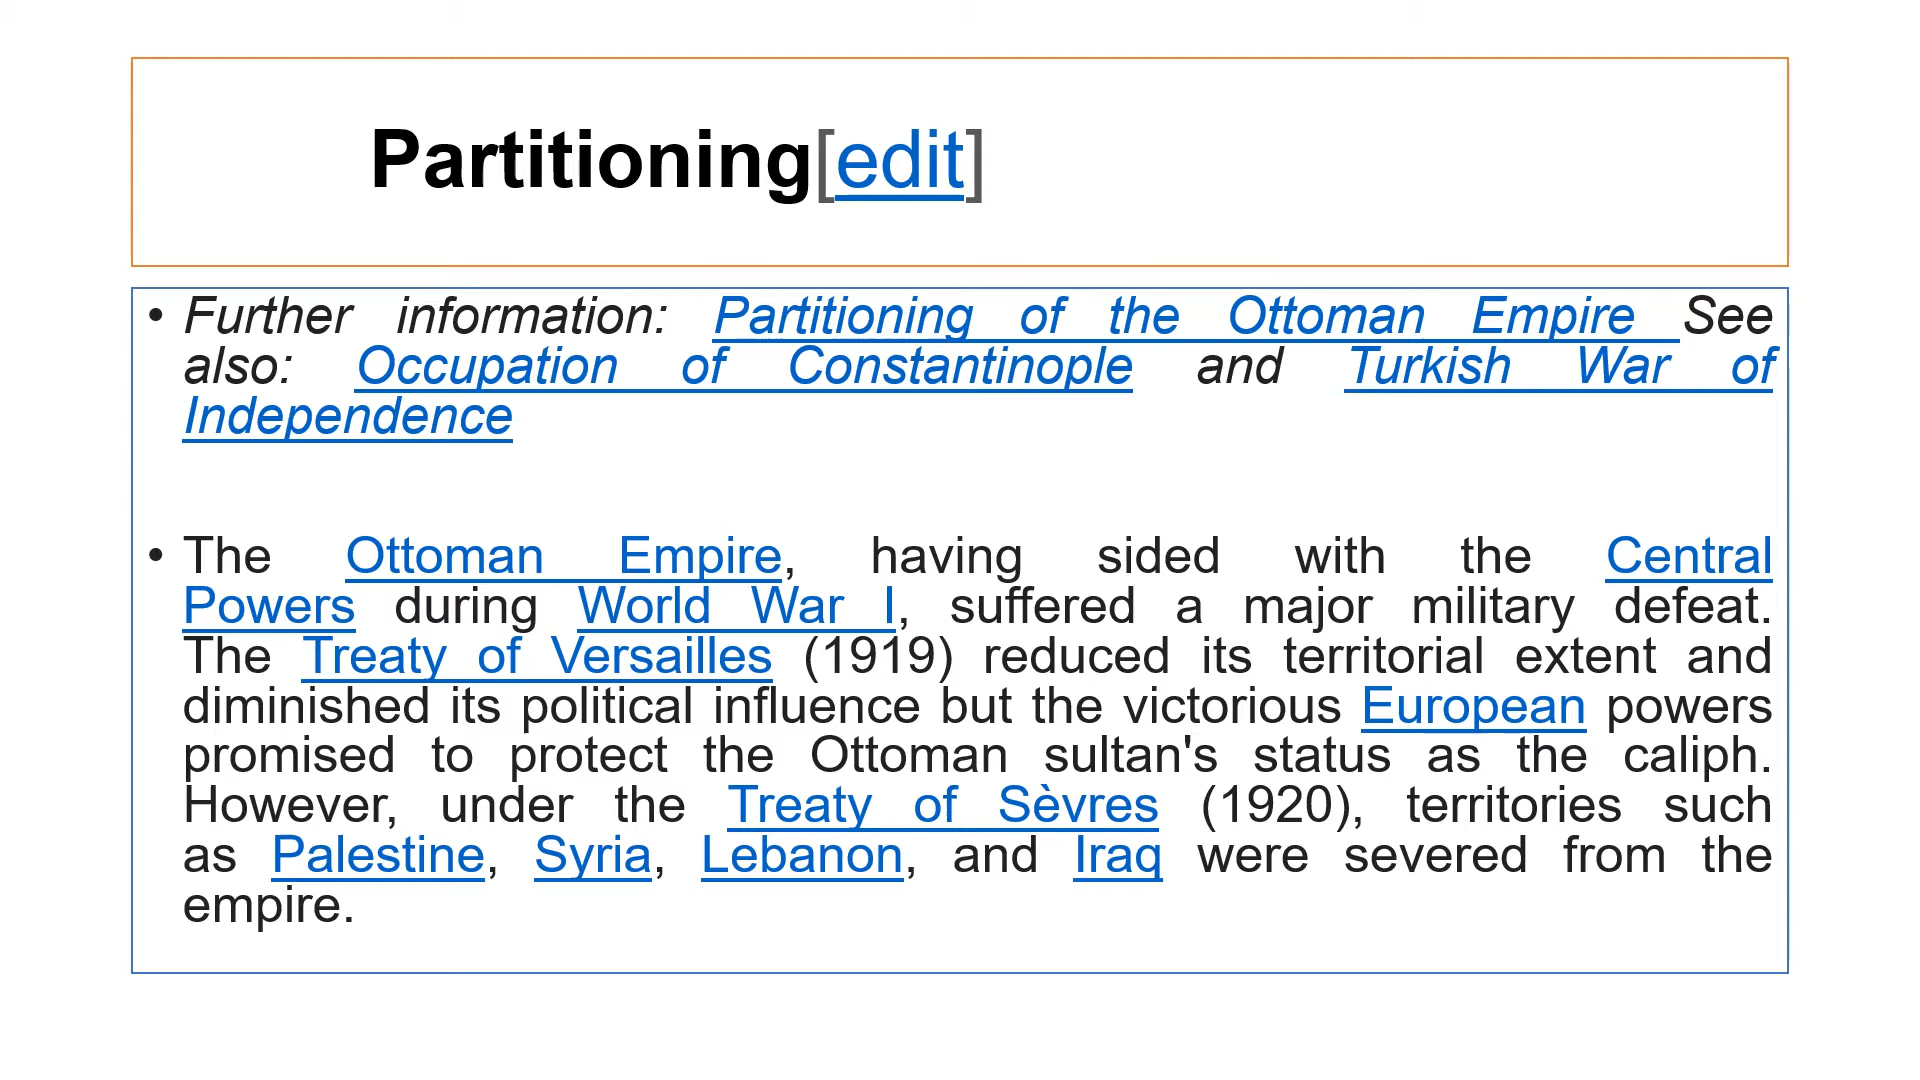 Partitioning[edit]
• Further information: Partitioning of the Ottoman Empire See
also: Occupation of Constantinople and Turkish War of
Independence
• The Ottoman Empire, having sided with the Central
Powers during World War I, suffered a major military defeat.
The Treaty of Versailles (1919) reduced its territorial extent and
diminished its political influence but the victorious European powers
promised to protect the Ottoman sultan's status as the caliph.
However, under the Treaty of Sèvres (1920), territories such
as Palestine, Syria, Lebanon, and Iraq were severed from the
empire.